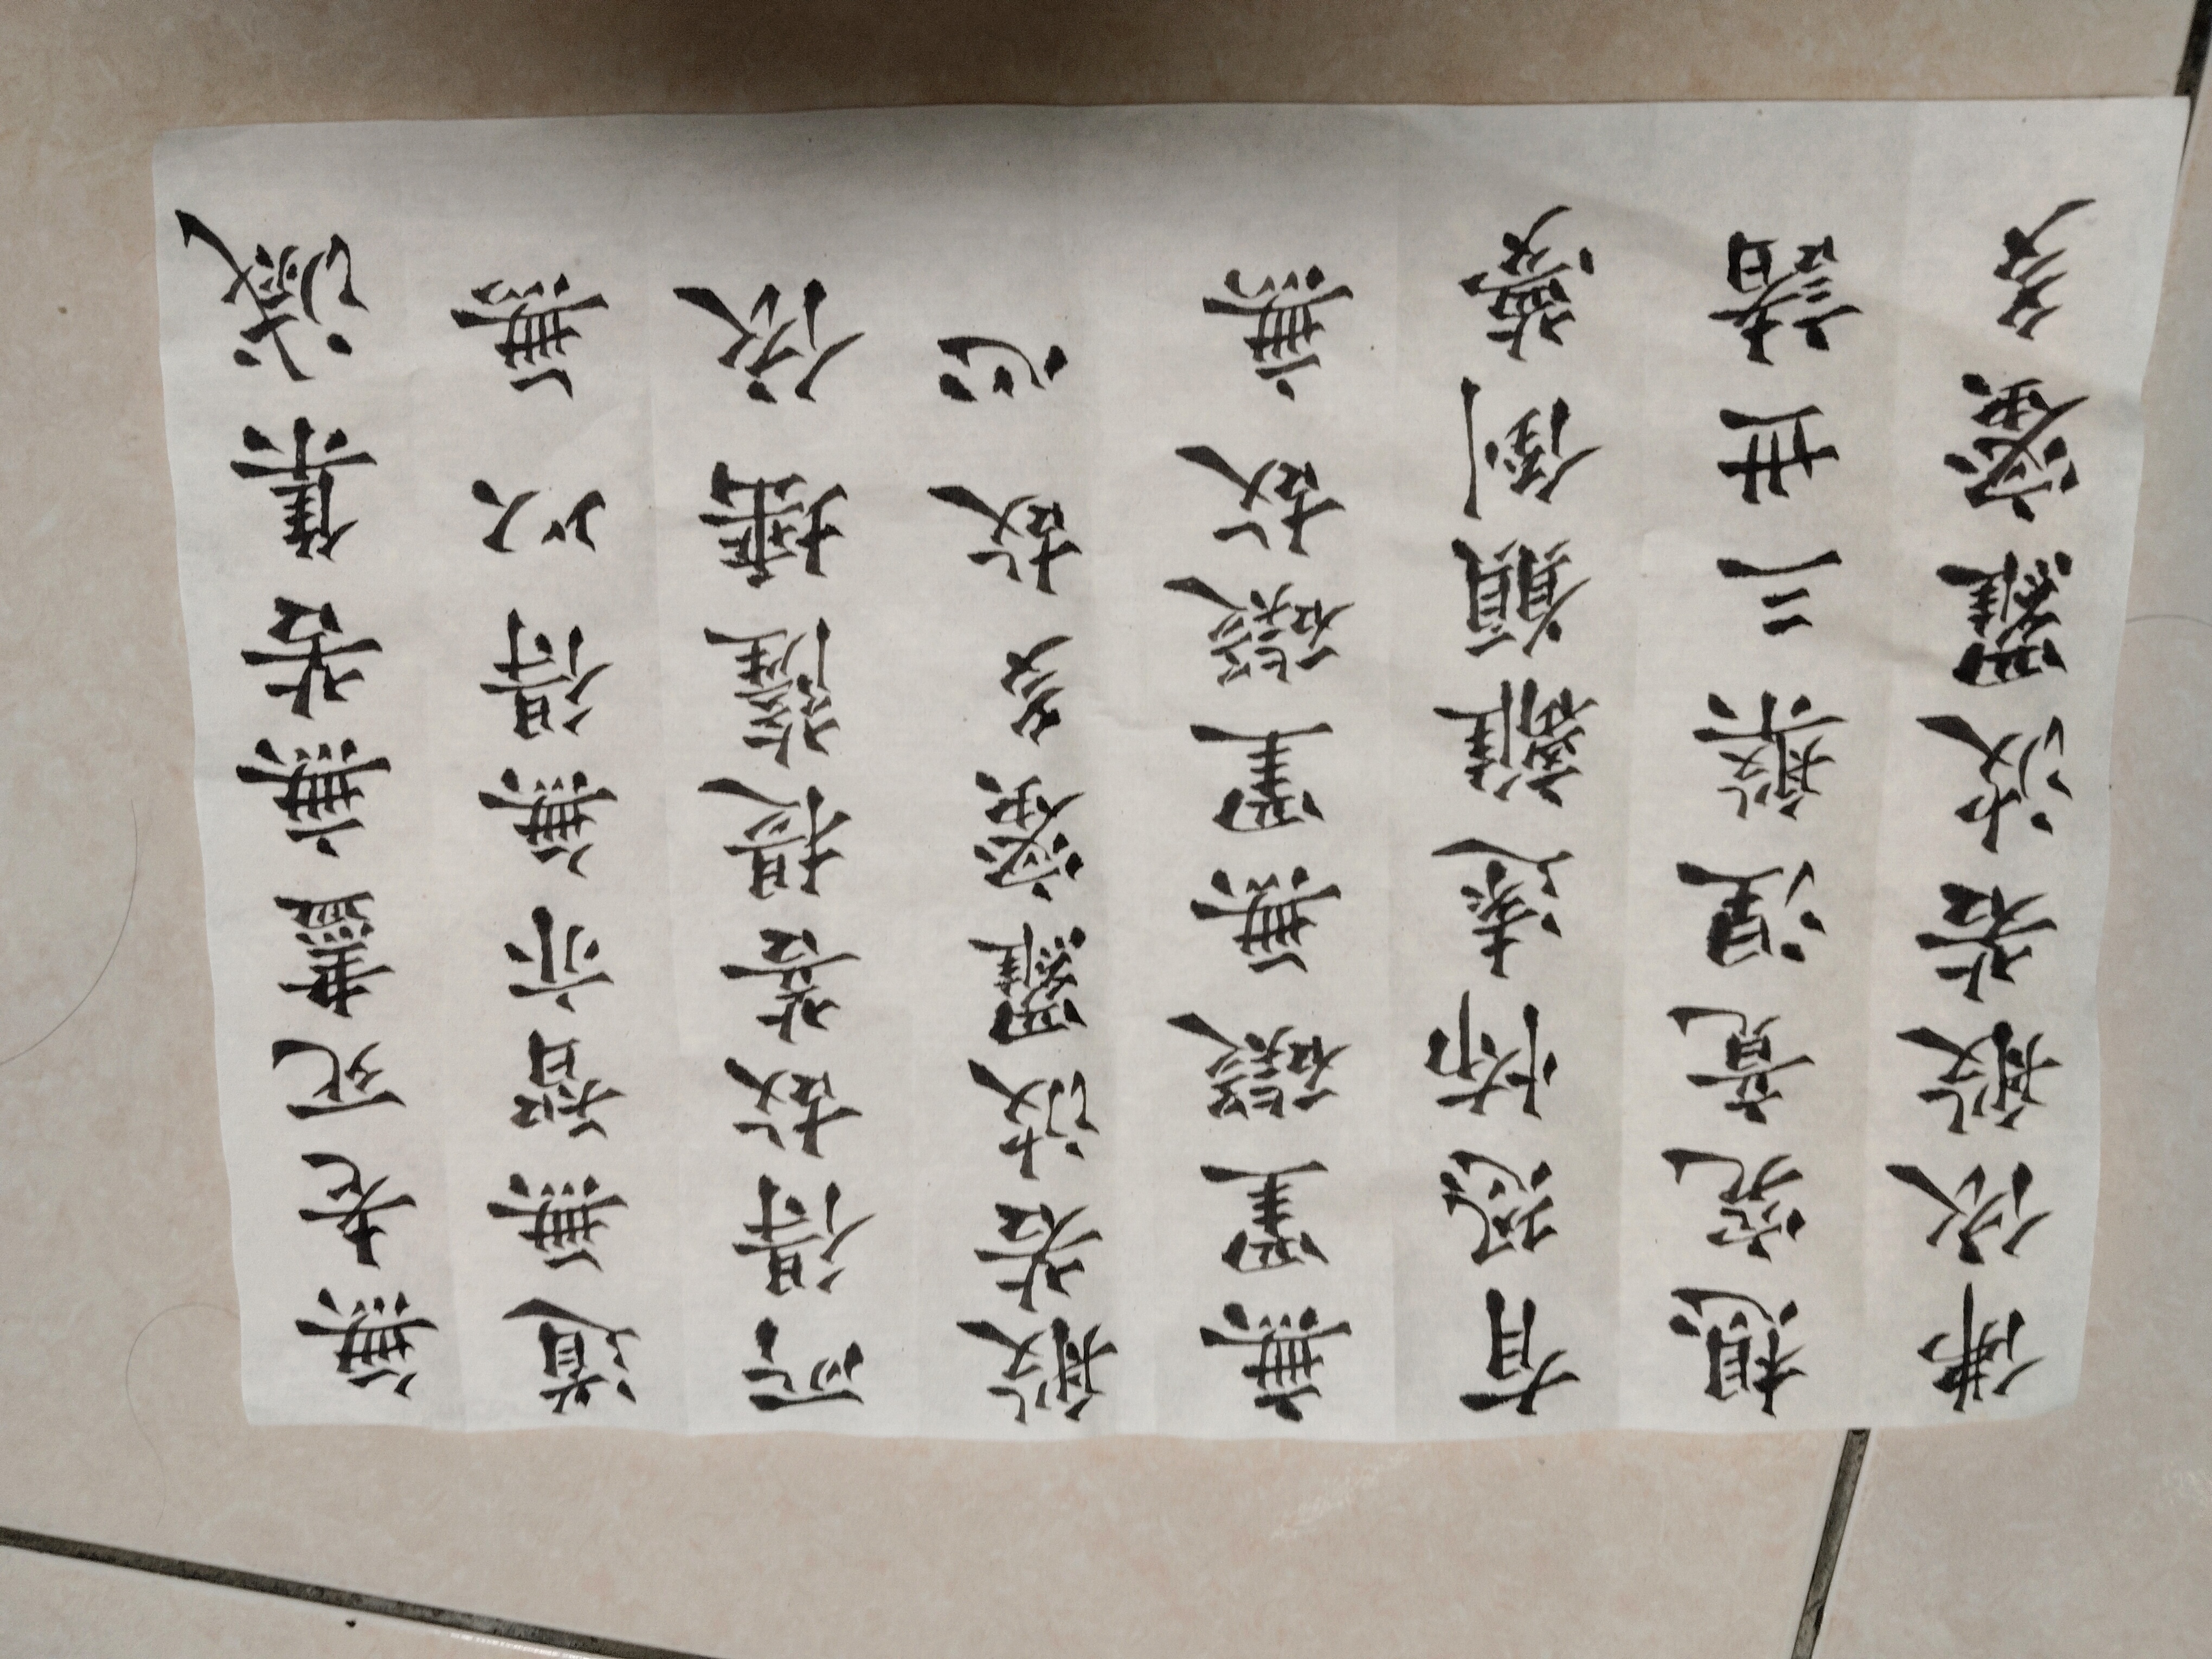 無老死盡無苦集滅
道無智亦無得以無
所得故菩提薩埵依
般若波羅蜜多故心
無罣礙無罣礙故無
有恐怖遠離顛倒夢
想究竟涅槃三世諸
佛依般若波羅蜜多